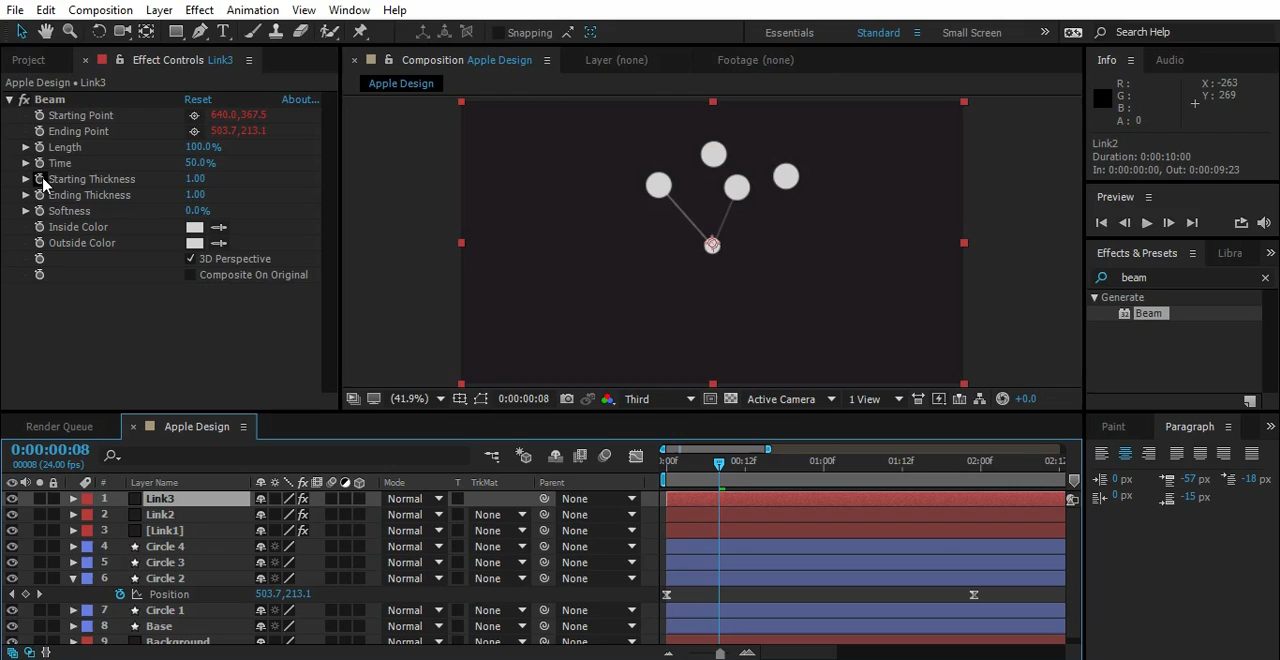 File Edit Composition Layer Effect Animation View Window Help
Snapping Essentials Standard Small Screen Search Help
Project Effect Controls Link3 Composition Apple Design Layer (none) Footage (none) Info Audio
Apple Design • Link3 Apple Design
fx Beam Reset About...
Starting Point 640.0,367.5
Ending Point 503.7,213.1
Length 100.0%
Time 50.0%
Starting Thickness 1.00
Ending Thickness 1.00
Softness 0.0%
Inside Color
Outside Color
3D Perspective
Composite On Original
R: X: -263
G: Y: 269
B:
A: 0
Link2
Duration: 0:00:10:00
In: 0:00:00:00, Out: 0:00:09:23
Preview
Effects & Presets Libra
beam
Generate
32 Beam
(41.9%) 0:00:00:08 Third Active Camera 1 View +0.0
Render Queue Apple Design Paint Paragraph
0:00:00:08
00008 (24.00 fps)
:00f 00:12f 01:00f 01:12f 02:00f 02:12
# Layer Name fx Mode T TrkMat Parent
1 Link3 fx Normal None
2 Link2 fx Normal None None
3 [Link1] fx Normal None None
4 Circle 4 Normal None None
5 Circle 3 Normal None None
6 Circle 2 Normal None None
Position 503.7,213.1
7 Circle 1 Normal None None
8 Base Normal None None
Background
0 px -57 px -18 px
0 px -15 px